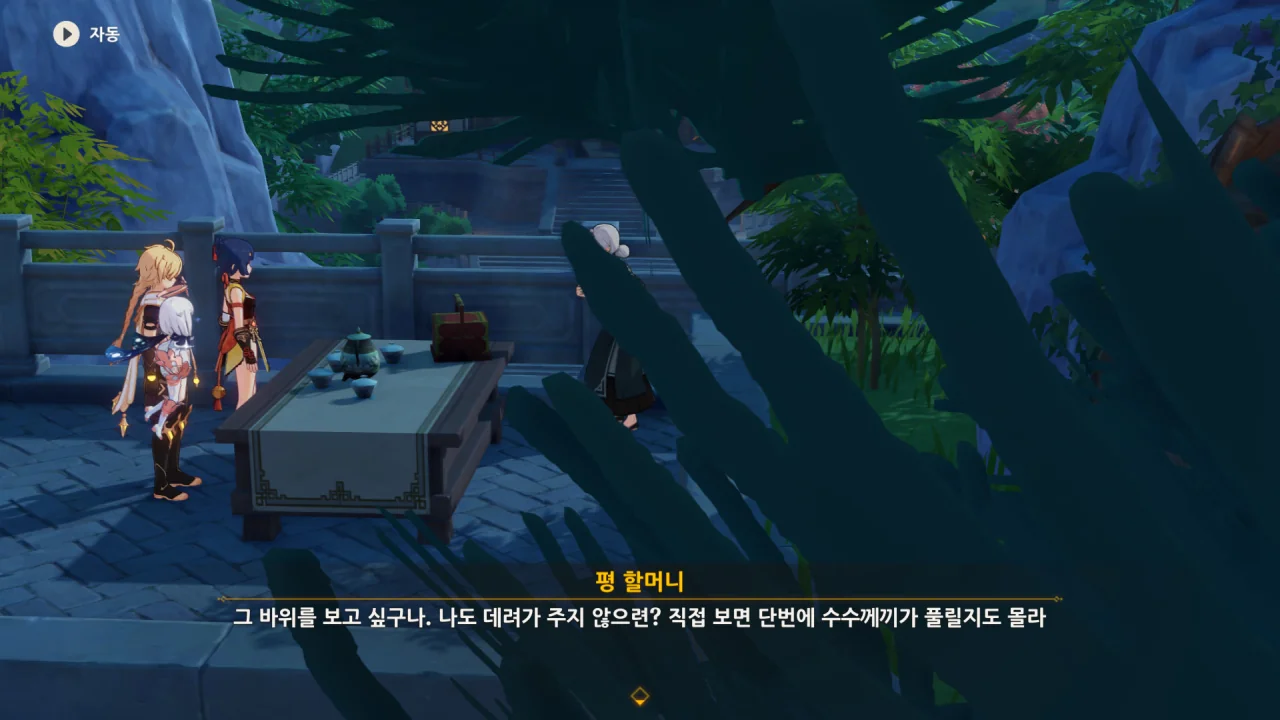 자동
평 할머니
그 바위를 보고 싶구나. 나도 데려가 주지 않으련? 직접 보면 단번에 수수께끼가 풀릴지도 몰라